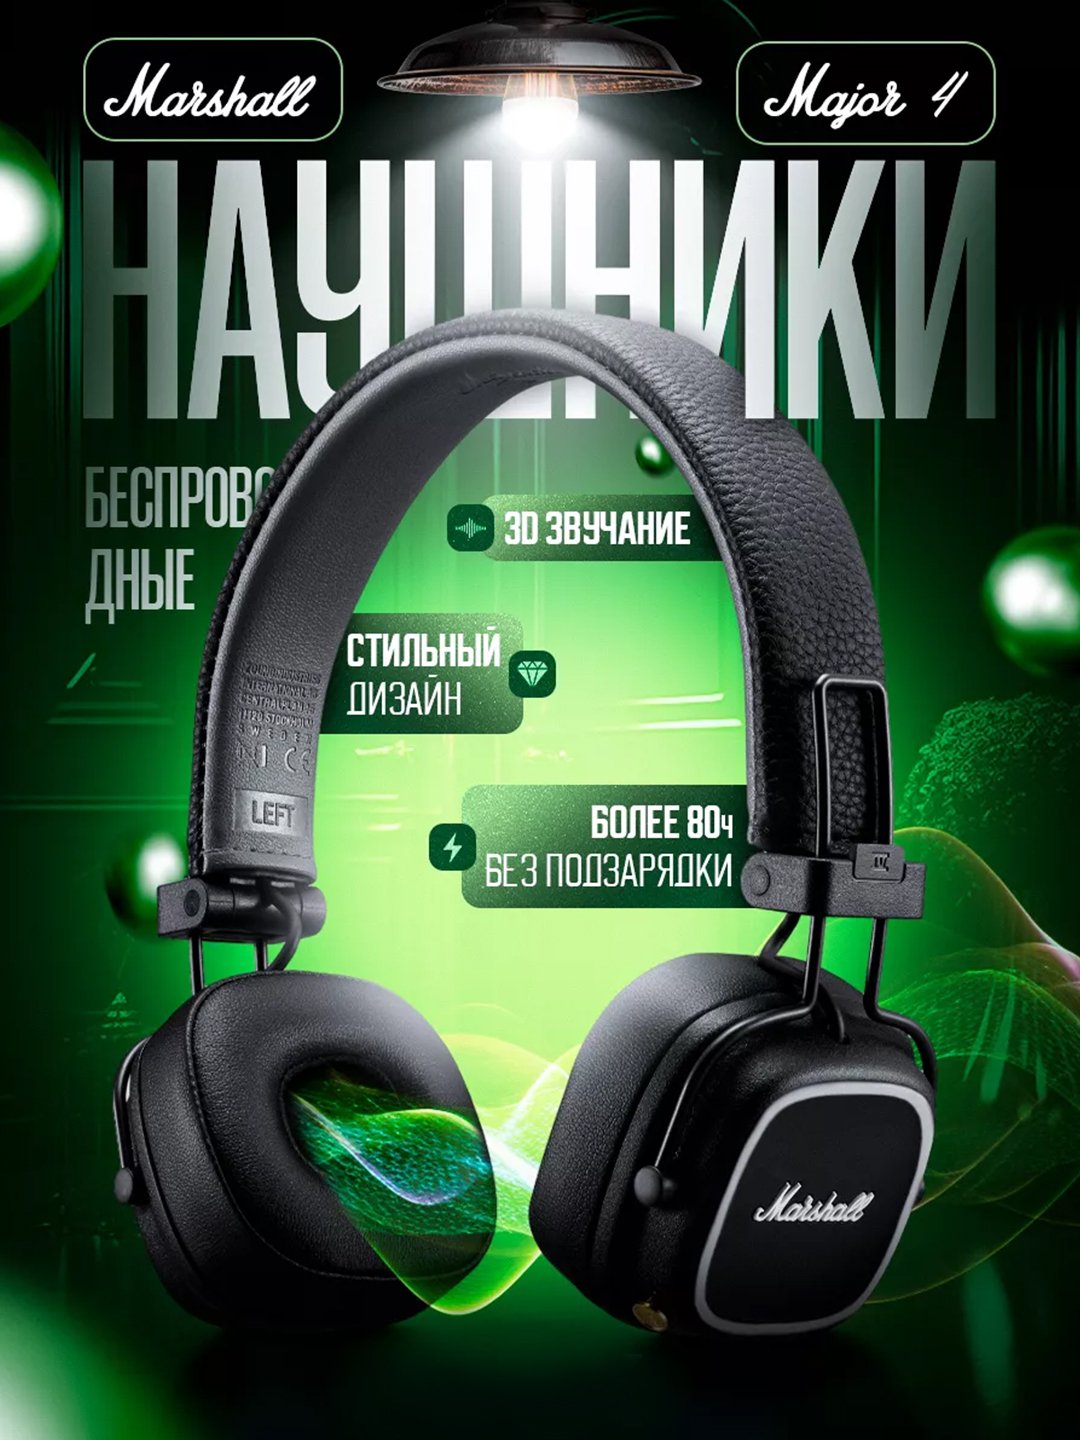 Marshall
Major 4
НАУШНИКИ
БЕСПРОВО
ДНЫЕ
3D ЗВУЧАНИЕ
СТИЛЬНЫЙ
ДИЗАЙН
LEFT
БОЛЕЕ 80ч
БЕЗ ПОДЗАРЯДКИ
Marshall